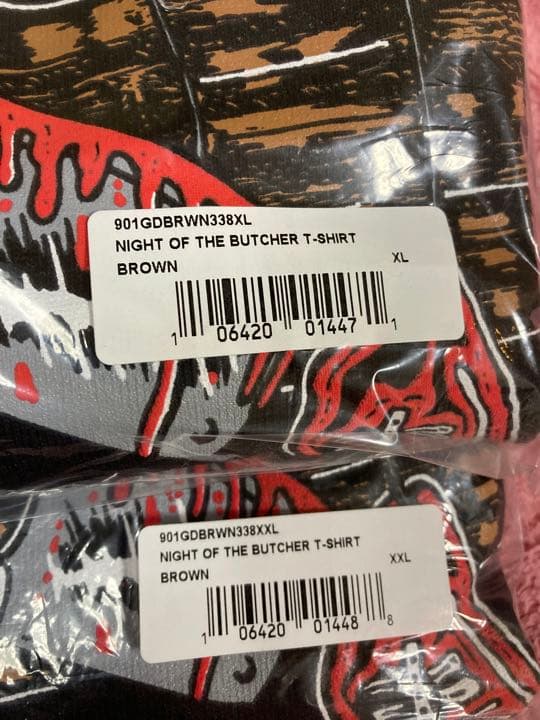 901GDBRWN338XL
NIGHT OF THE BUTCHER T-SHIRT
BROWN
XL
1 06420 01447 1
901GDBRWN338XXL
NIGHT OF THE BUTCHER T-SHIRT
BROWN
XXL
1 06420 01448 8